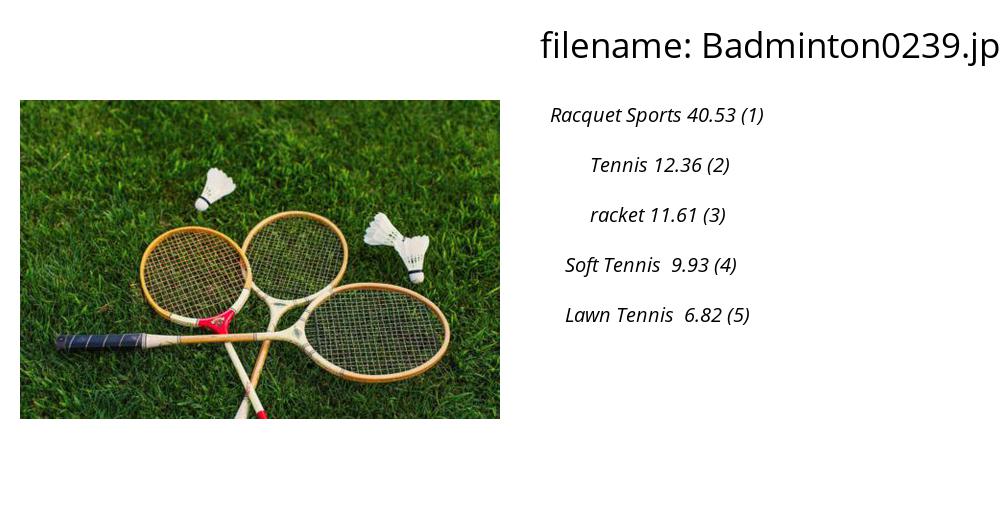 filename: Badminton0239.jp
Racquet Sports 40.53 (1)
Tennis 12.36 (2)
racket 11.61 (3)
Soft Tennis 9.93 (4)
Lawn Tennis 6.82 (5)